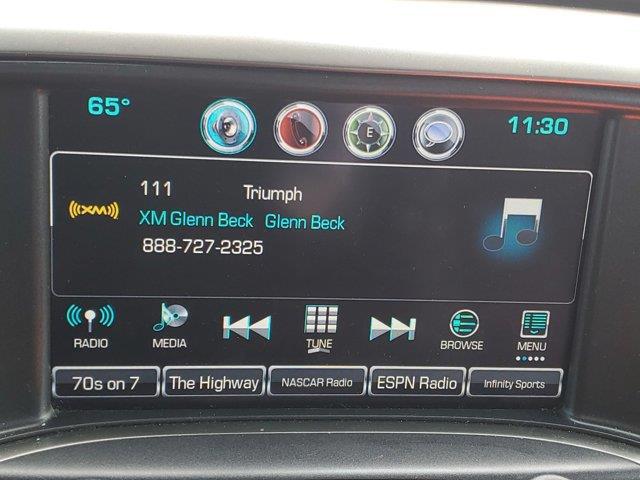 65°
E
11:30
111 Triumph
((XM))
XM Glenn Beck Glenn Beck
888-727-2325
RADIO MEDIA TUNE BROWSE MENU
70s on 7 The Highway NASCAR Radio ESPN Radio Infinity Sports